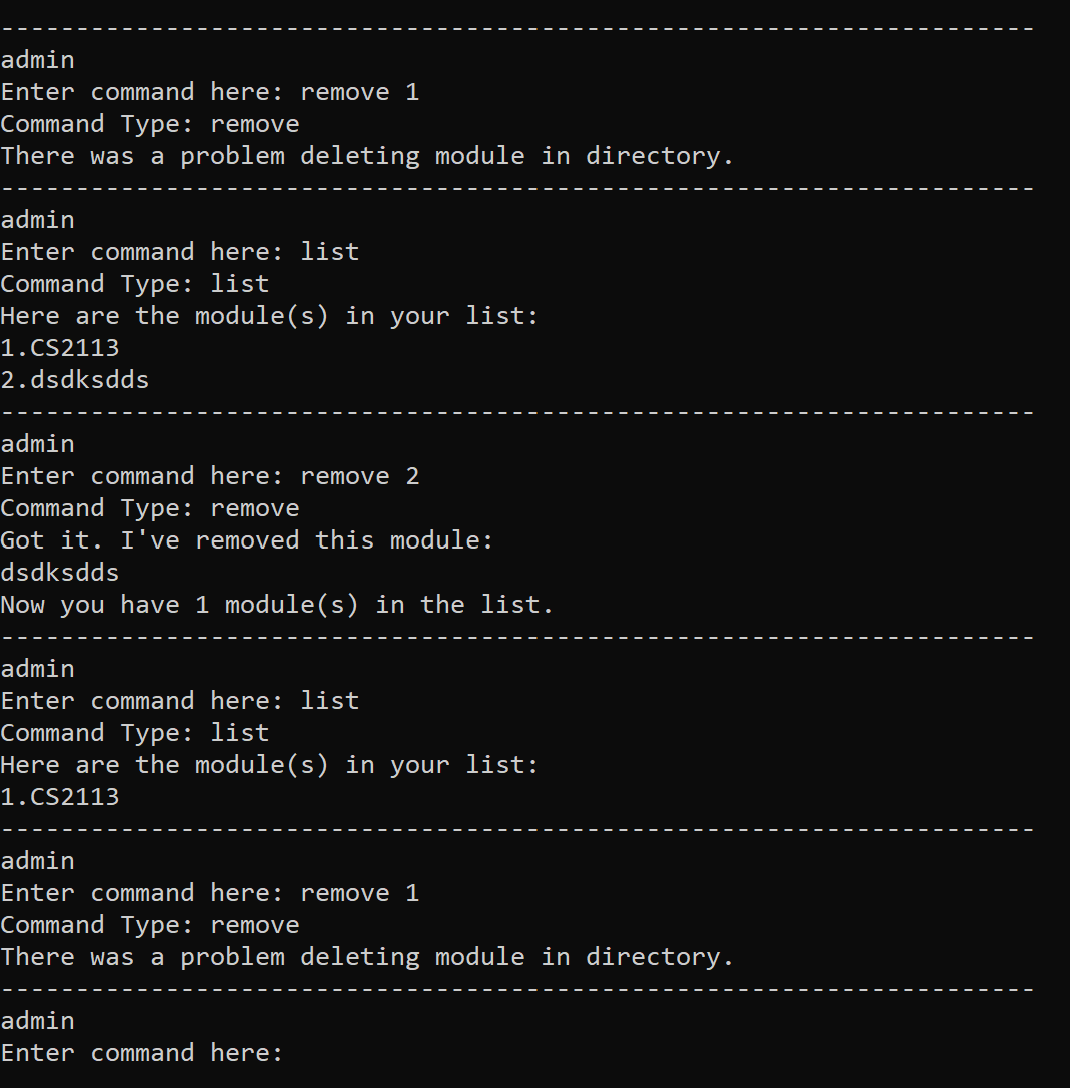 ---------------------------------------------------------------------
admin
Enter command here: remove 1
Command Type: remove
There was a problem deleting module in directory.
---------------------------------------------------------------------
admin
Enter command here: list
Command Type: list
Here are the module(s) in your list:
1.CS2113
2.dsdksdds
---------------------------------------------------------------------
admin
Enter command here: remove 2
Command Type: remove
Got it. I've removed this module:
dsdksdds
Now you have 1 module(s) in the list.
---------------------------------------------------------------------
admin
Enter command here: list
Command Type: list
Here are the module(s) in your list:
1.CS2113
---------------------------------------------------------------------
admin
Enter command here: remove 1
Command Type: remove
There was a problem deleting module in directory.
---------------------------------------------------------------------
admin
Enter command here: